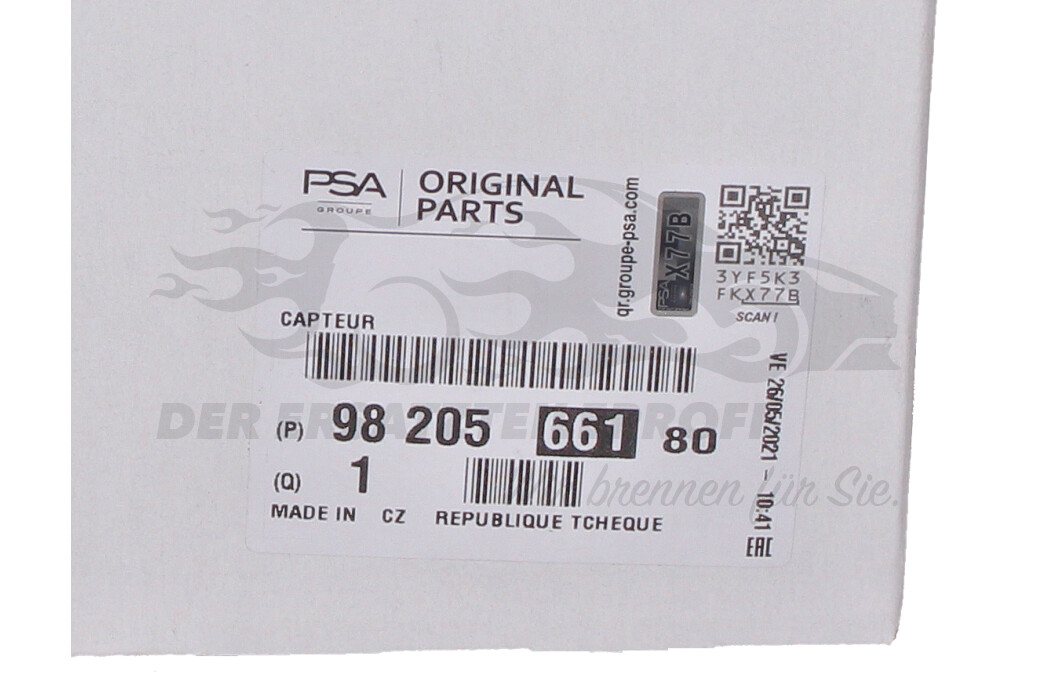 PSA
GROUPE
ORIGINAL
PARTS
qr.groupe-psa.com
PSA X77B
3YF5K3
FKX77B
SCAN!
CAPTEUR
(P) 98 205 661 80
(Q) 1
MADE IN CZ REPUBLIQUE TCHEQUE
VE 26/05/2021 - 10:41
EAC
DER ERSATZTEILEPROFI
brennen für Sie.